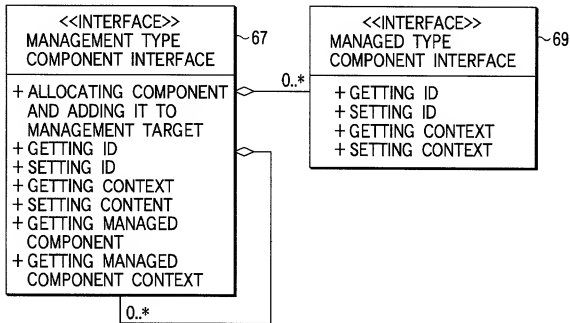 <<INTERFACE>>
MANAGEMENT TYPE
COMPONENT INTERFACE
67
+ ALLOCATING COMPONENT
AND ADDING IT TO
MANAGEMENT TARGET
+ GETTING ID
+ SETTING ID
+ GETTING CONTEXT
+ SETTING CONTENT
+ GETTING MANAGED
COMPONENT
+ GETTING MANAGED
COMPONENT CONTEXT
0..*
0..*
<<INTERFACE>>
MANAGED TYPE
COMPONENT INTERFACE
69
+ GETTING ID
+ SETTING ID
+ GETTING CONTEXT
+ SETTING CONTEXT